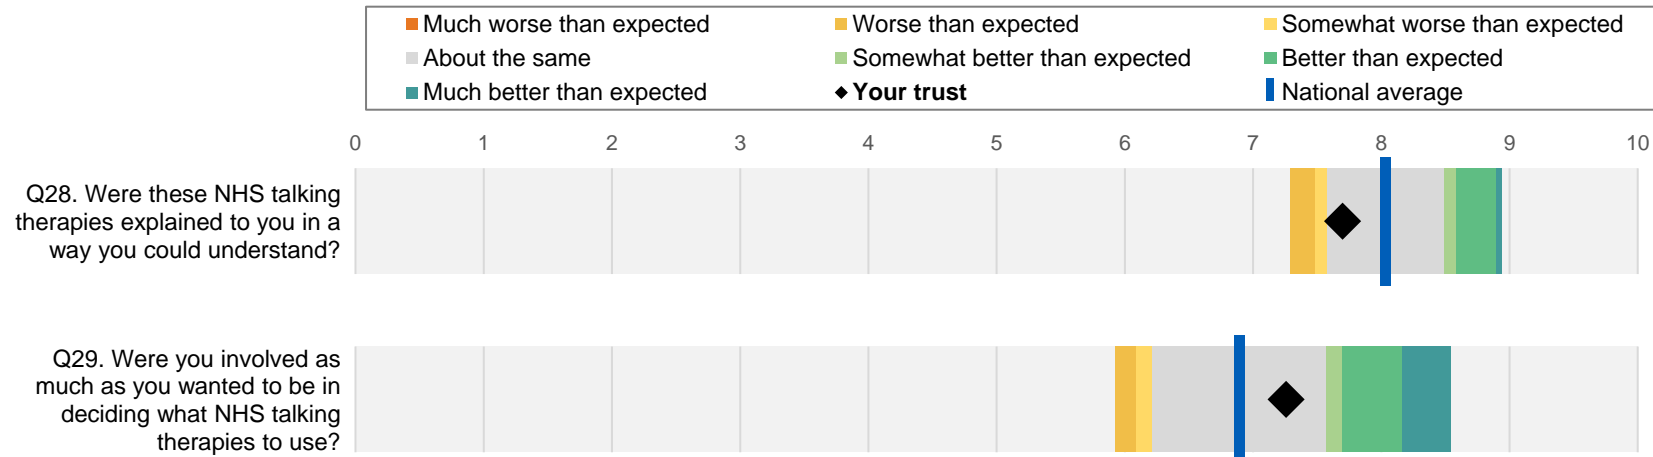 Much worse than expected Worse than expected Somewhat worse than expected
About the same Somewhat better than expected Better than expected
Much better than expected Your trust National average
0 1 2 3 4 5 6 7 8 9 10
Q28. Were these NHS talking
therapies explained to you in a
way you could understand?
Q29. Were you involved as
much as you wanted to be in
deciding what NHS talking
therapies to use?